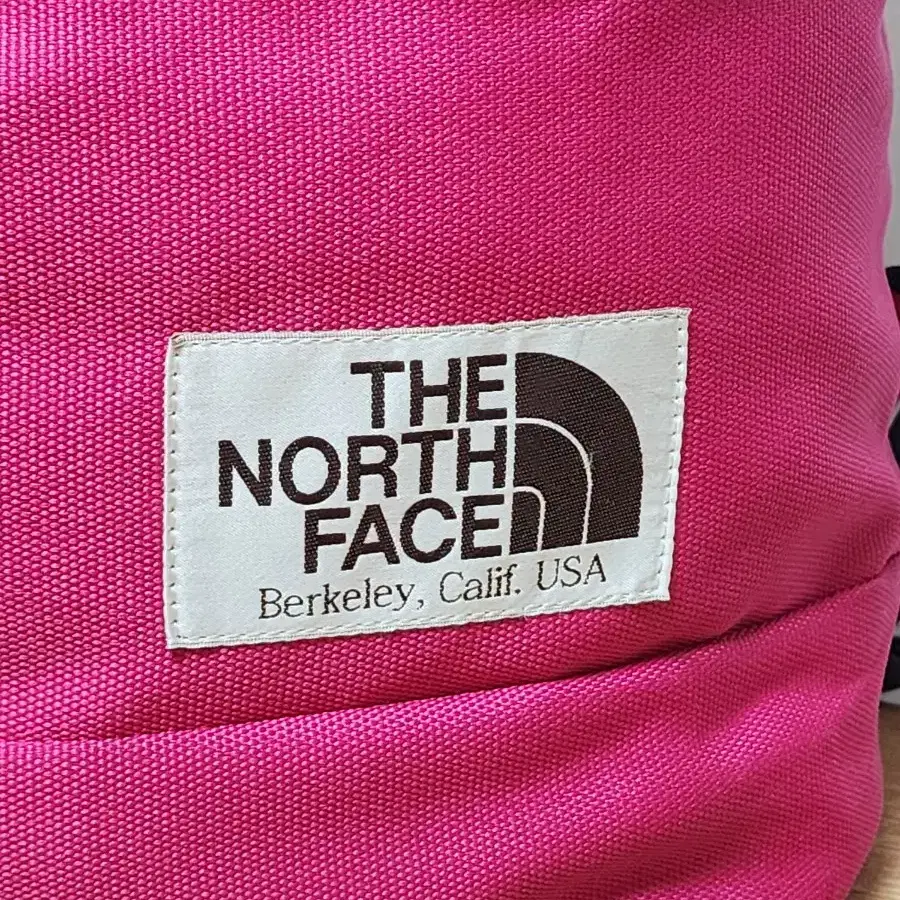 THE
NORTH
FACE
Berkeley, Calif. USA